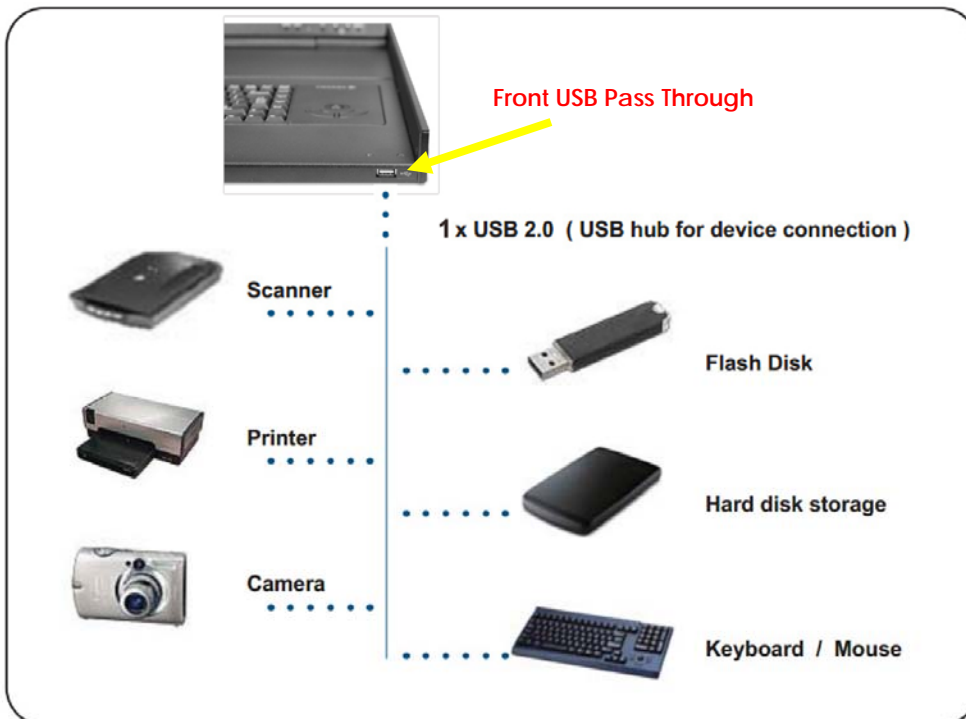 Front USB Pass Through
1 x USB 2.0 ( USB hub for device connection )
Scanner
Flash Disk
Printer
Hard disk storage
Camera
Keyboard / Mouse